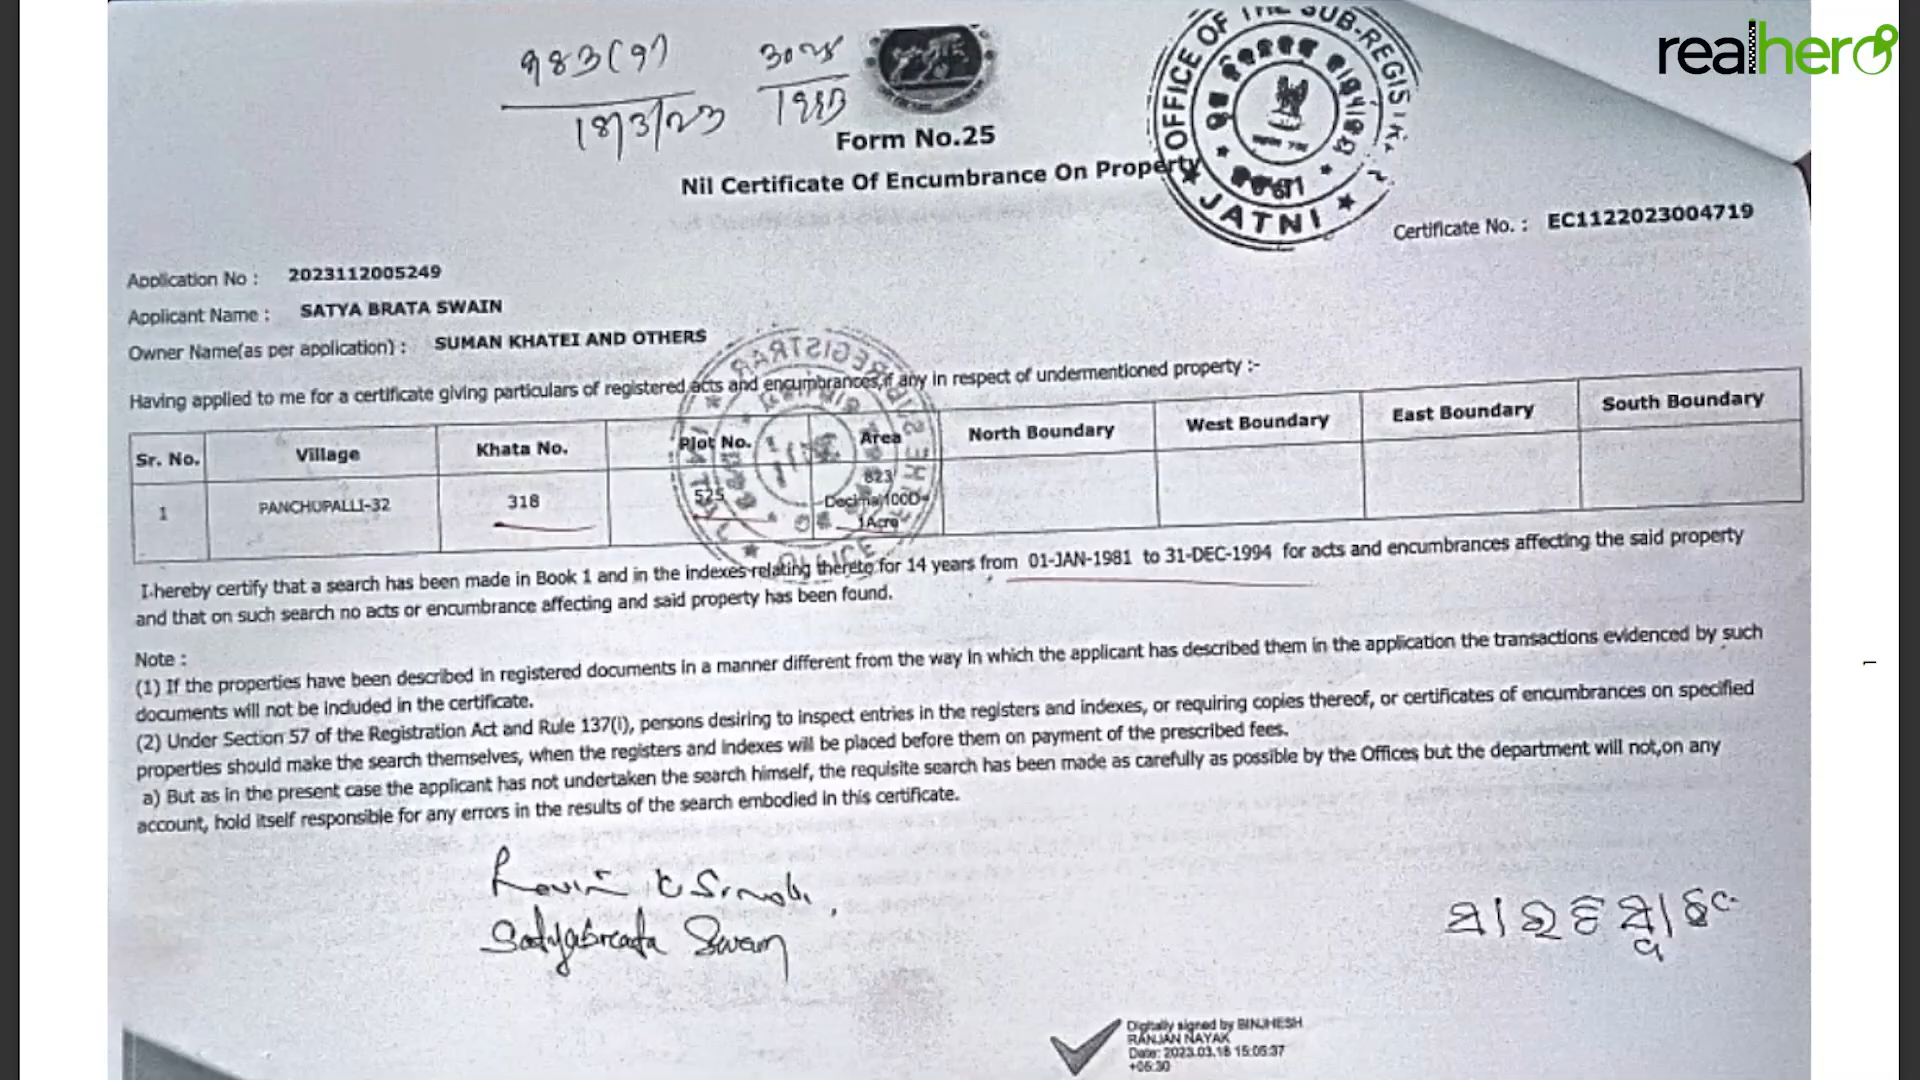 realhero
OFFICE OF THE SUB-REGISTRAR
JATNI
18/3/23
Form No.25
Nil Certificate Of Encumbrance On Property
Certificate No. : EC1122023004719
Application No : 2023112005249
Applicant Name : SATYA BRATA SWAIN
Owner Name(as per application) : SUMAN KHATEI AND OTHERS
Having applied to me for a certificate giving particulars of registered acts and encumbrances,if any in respect of undermentioned property :-
Sr. No. Village Khata No. Plot No. Area North Boundary West Boundary East Boundary South Boundary
1 PANCHUPALLI-32 318 525 823
Decimal100D=
1Acre
I hereby certify that a search has been made in Book 1 and in the indexes relating thereto for 14 years from 01-JAN-1981 to 31-DEC-1994 for acts and encumbrances affecting the said property
and that on such search no acts or encumbrance affecting and said property has been found.
Note :
(1) If the properties have been described in registered documents in a manner different from the way in which the applicant has described them in the application the transactions evidenced by such
documents will not be included in the certificate.
(2) Under Section 57 of the Registration Act and Rule 137(i), persons desiring to inspect entries in the registers and indexes, or requiring copies thereof, or certificates of encumbrances on specified
properties should make the search themselves, when the registers and indexes will be placed before them on payment of the prescribed fees.
a) But as in the present case the applicant has not undertaken the search himself, the requisite search has been made as carefully as possible by the Offices but the department will not,on any
account, hold itself responsible for any errors in the results of the search embodied in this certificate.
Satyabrata Swain
Digitally signed by BINJHESH
RANJAN NAYAK
Date: 2023.03.18 15:05:37
+05:30